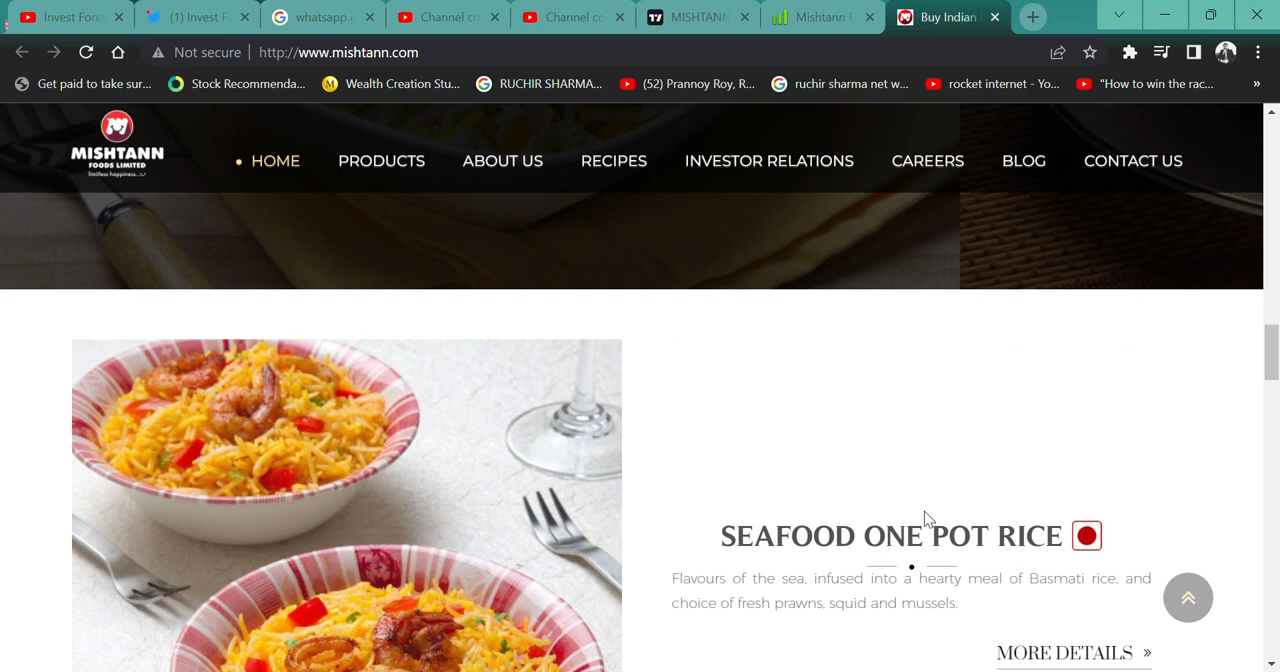 Invest Fores
(1) Invest Fo
whatsapp g
Channel co
Channel co
MISHTANN
Mishtann F
Buy Indian
Not secure
http://www.mishtann.com
Get paid to take sur...
Stock Recommenda...
Wealth Creation Stu...
RUCHIR SHARMA...
(52) Prannoy Roy, R...
ruchir sharma net w...
rocket internet - Yo...
"How to win the rac...
»
MISHTANN
FOODS LIMITED
limitless happiness...
HOME
PRODUCTS
ABOUT US
RECIPES
INVESTOR RELATIONS
CAREERS
BLOG
CONTACT US
SEAFOOD ONE POT RICE
Flavours of the sea, infused into a hearty meal of Basmati rice, and
choice of fresh prawns, squid and mussels.
MORE DETAILS »